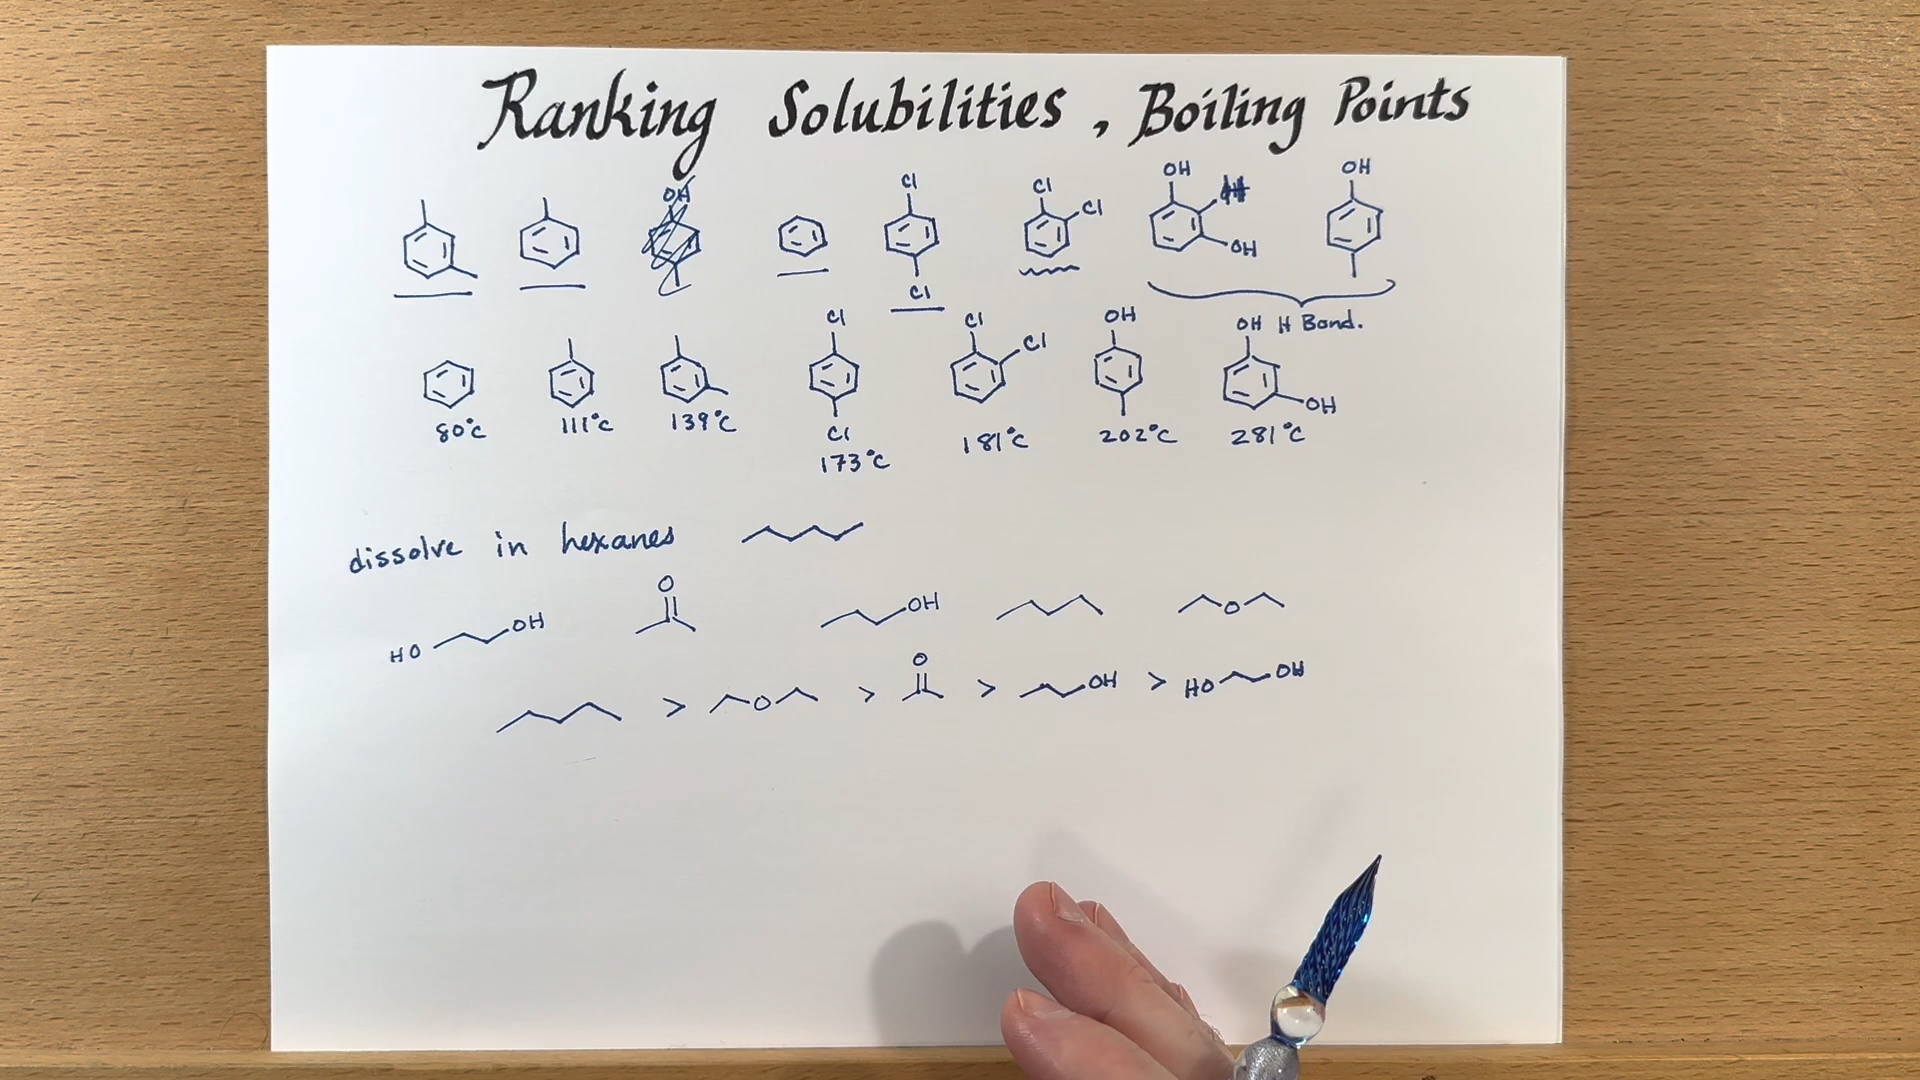 Ranking Solubilities, Boiling Points
OH Cl Cl OH OH
Cl
OH
Cl
Cl OH OH H Bond.
Cl
Cl
OH
80°C 111°C 139°C Cl 181°C 202°C 281°C
173°C
dissolve in hexanes
HO OH O OH O
> O > O > OH > HO OH